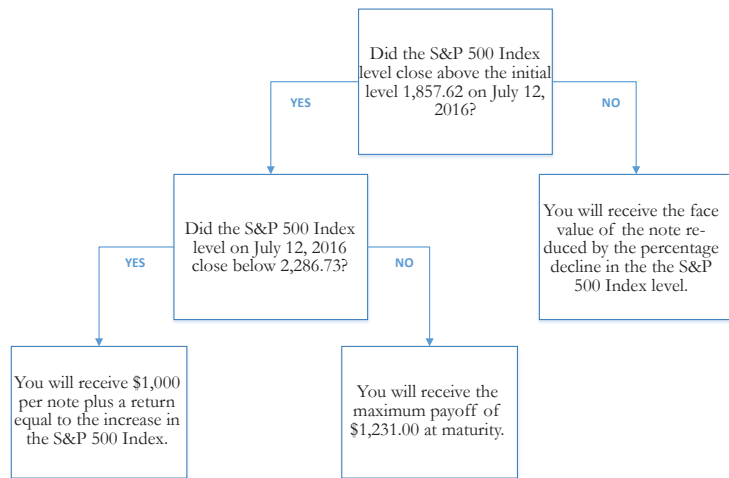 Did the S&P 500 Index
level close above the initial
level 1,857.62 on July 12,
2016?
YES
NO
Did the S&P 500 Index
level on July 12, 2016
close below 2,286.73?
You will receive the face
value of the note re-
duced by the percentage
decline in the the S&P
500 Index level.
YES
NO
You will receive $1,000
per note plus a return
equal to the increase in
the S&P 500 Index.
You will receive the
maximum payoff of
$1,231.00 at maturity.